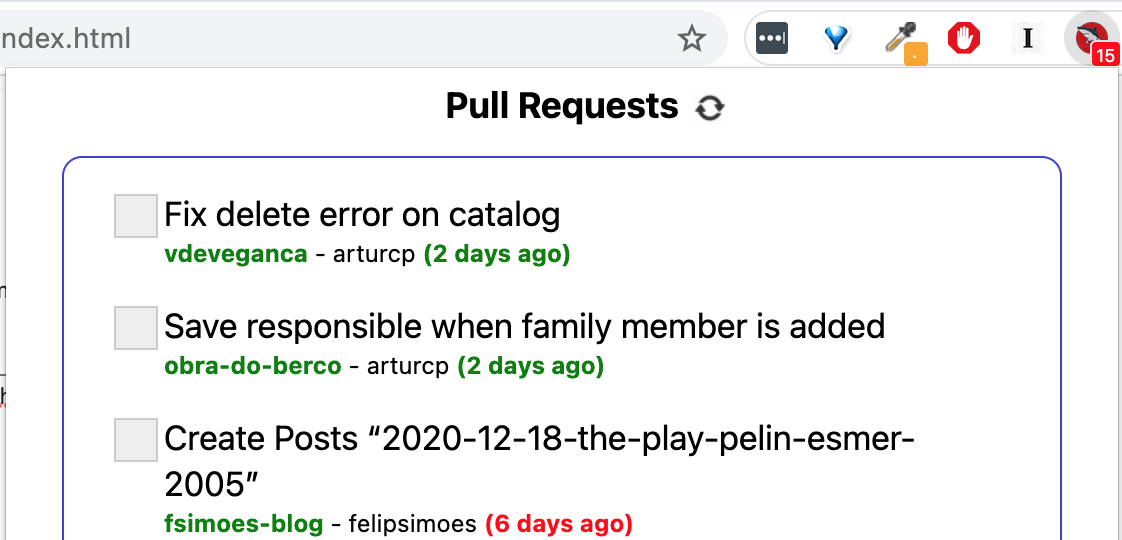 ndex.html
I
15
Pull Requests
Fix delete error on catalog
vdeveganca - arturcp (2 days ago)
Save responsible when family member is added
obra-do-berco - arturcp (2 days ago)
Create Posts “2020-12-18-the-play-pelin-esmer-
2005”
fsimoes-blog - felipsimoes (6 days ago)